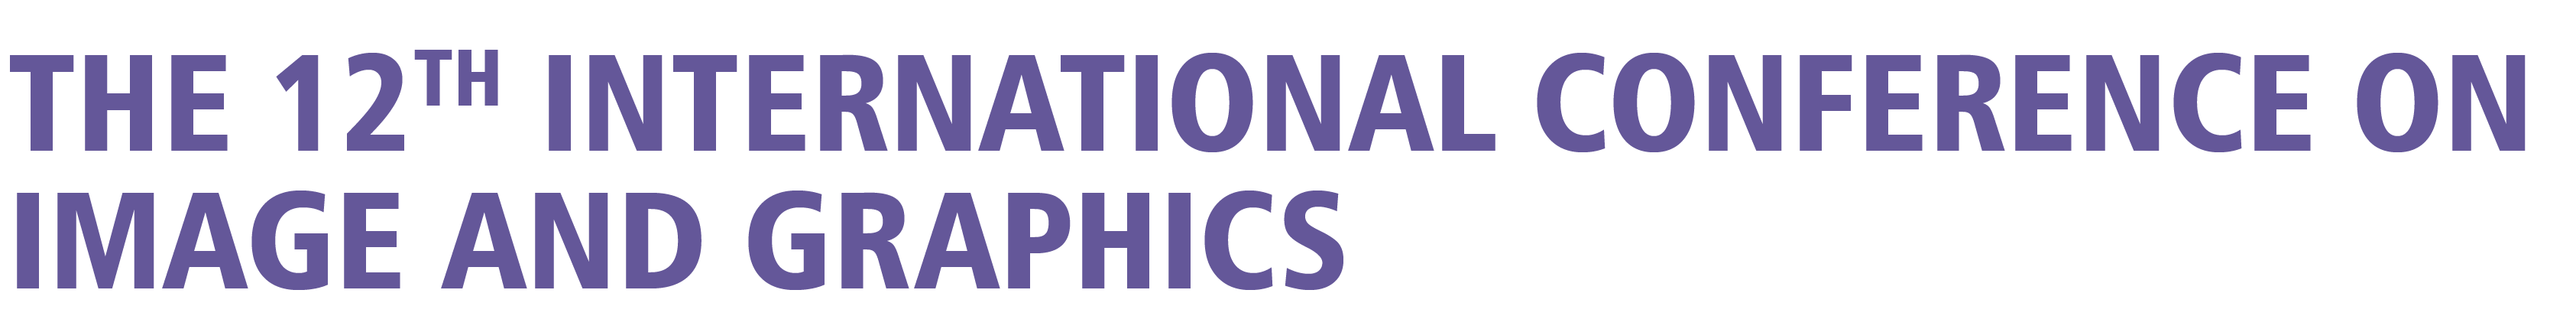 THE 12TH INTERNATIONAL CONFERENCE ON
IMAGE AND GRAPHICS